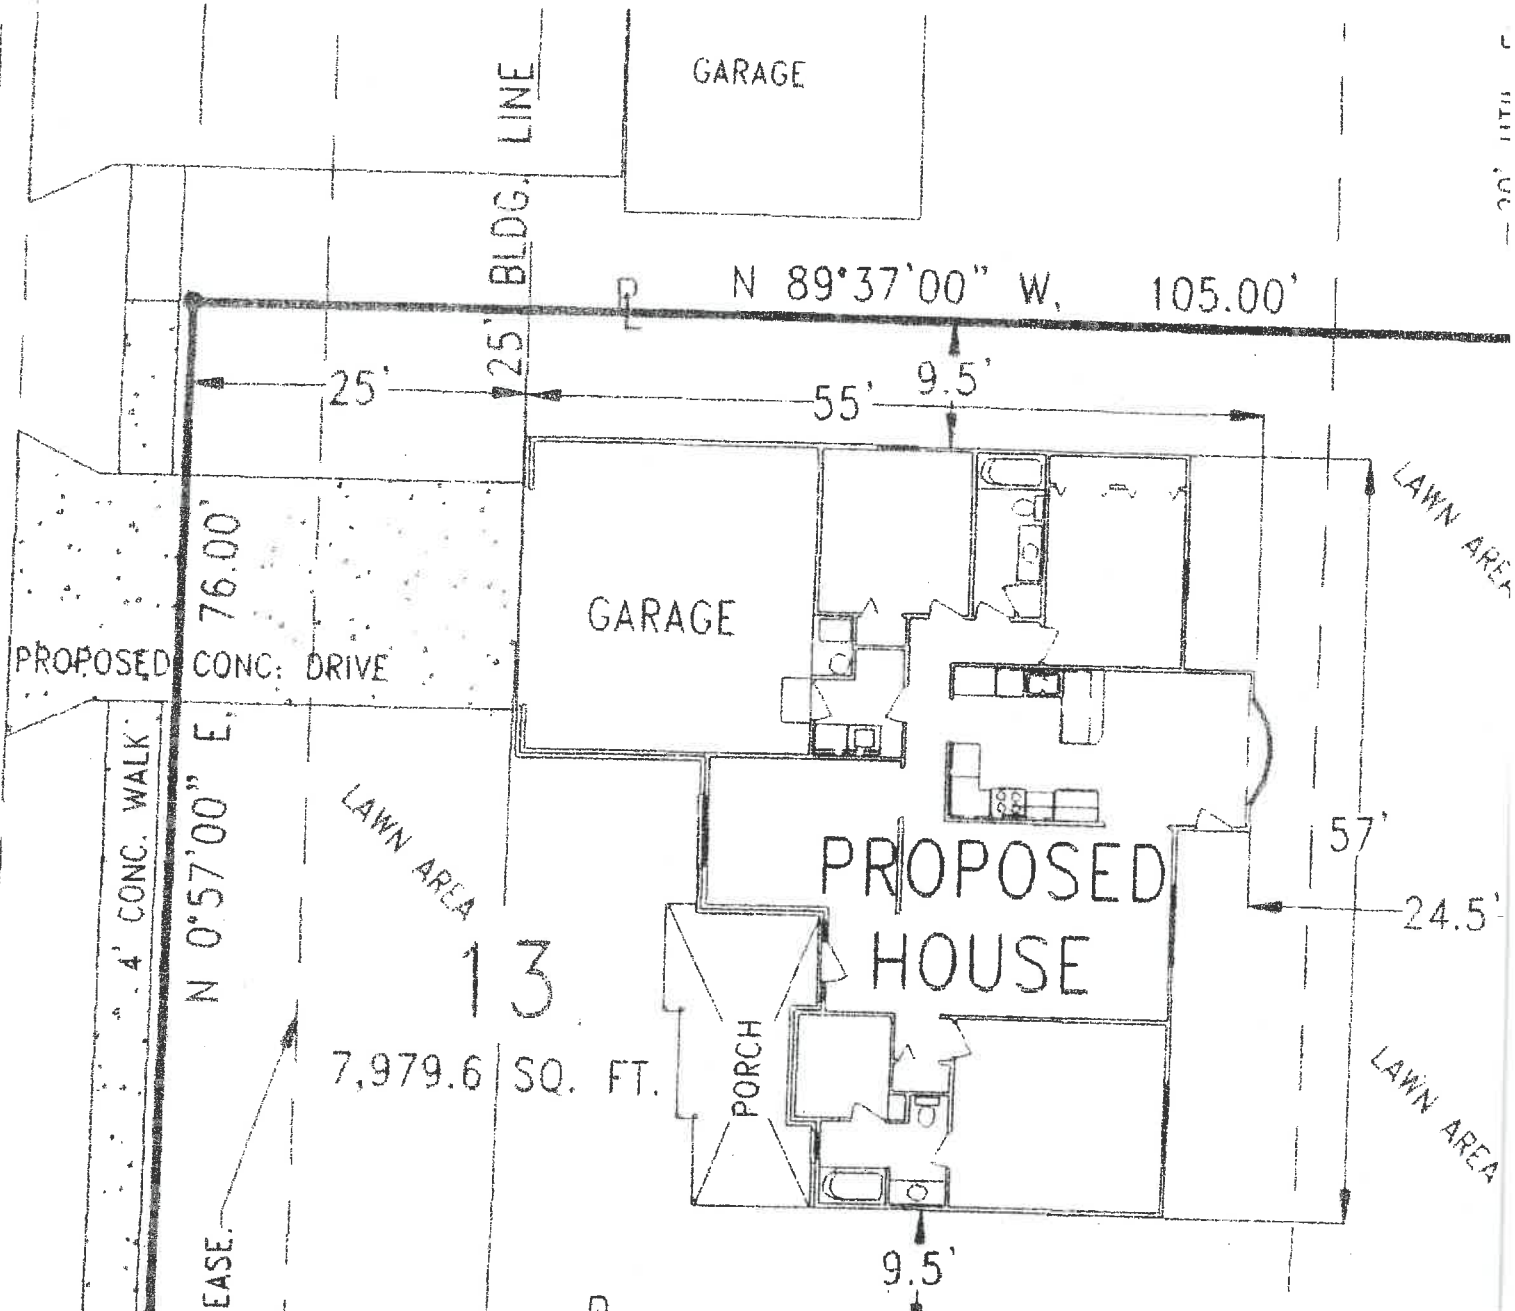 GARAGE
BLDG. LINE
25'
N 89°37'00" W, 105.00'
PL
25'
55'
9.5'
LAWN AREA
GARAGE
PROPOSED CONC. DRIVE
N 0°57'00" E, 76.00'
4' CONC. WALK
LAWN AREA
PROPOSED
HOUSE
57'
24.5'
13
7,979.6 SQ. FT.
PORCH
LAWN AREA
EASE.
9.5'